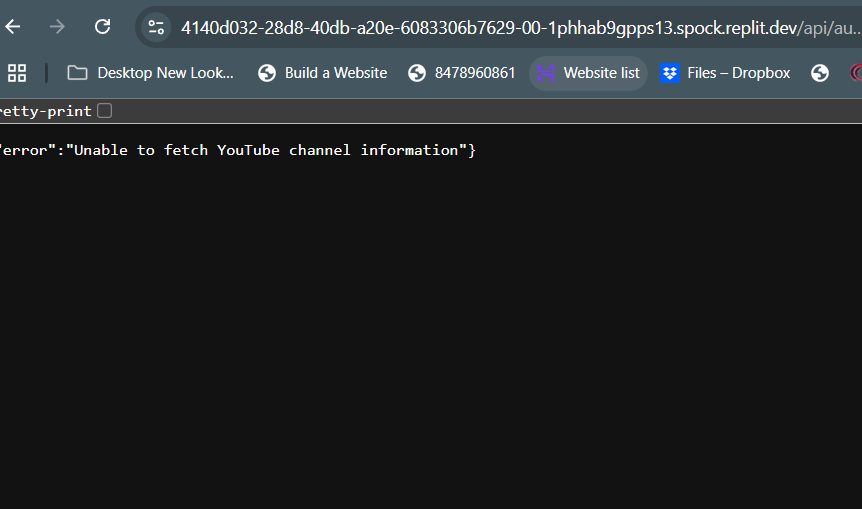 4140d032-28d8-40db-a20e-6083306b7629-00-1phhab9gpps13.spock.replit.dev/api/au...
Desktop New Look... Build a Website 8478960861 Website list Files – Dropbox
retty-print
"error":"Unable to fetch YouTube channel information"}